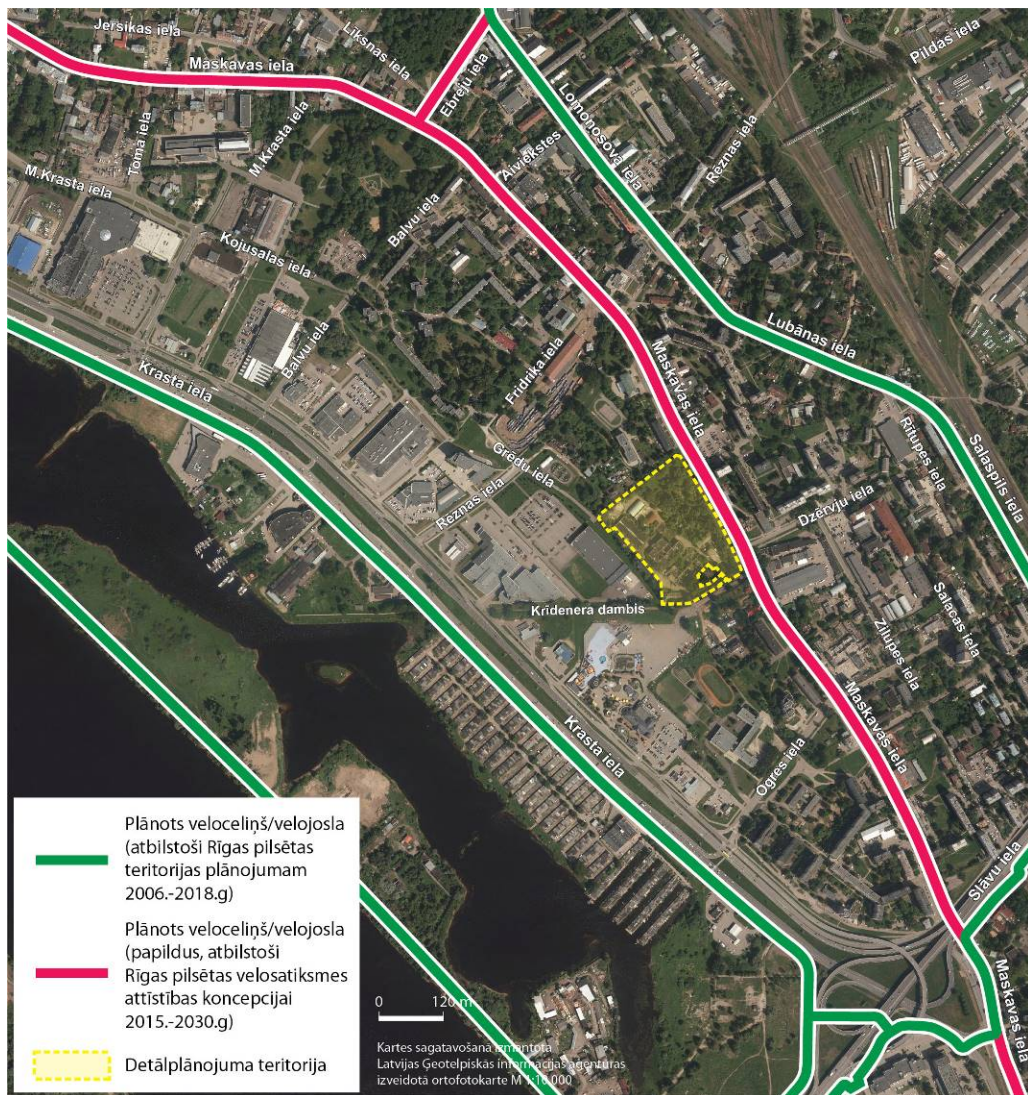 Jersikas iela
Maskavas iela
Līksnas iela
Ebreju iela
Lomonosova iela
Pildas iela
Toma iela
M.Krasta iela
M.Krasta iela
Aiviekstes
Reznas iela
Balvu iela
Kojusalas iela
Balvu iela
Krasta iela
Fridriķa iela
Maskavas iela
Lubānas iela
Salaspils iela
Rītupes iela
Grēdu iela
Reznas iela
Dzērvju iela
Krīdenera dambis
Salacas iela
Zilupes iela
Maskavas iela
Krasta iela
Ogres iela
Slāvu iela
Maskavas iela
Plānots veloceliņš/velojosla
(atbilstoši Rīgas pilsētas
teritorijas plānojumam
2006.-2018.g)
Plānots veloceliņš/velojosla
(papildus, atbilstoši
Rīgas pilsētas velosatiksmes
attīstības koncepcijai
2015.-2030.g)
Detālplānojuma teritorija
0 120 m
Kartes sagatavošanā izmantota
Latvijas Ģeotelpiskās informācijas aģentūras
izveidotā ortofotokarte M 1:10 000